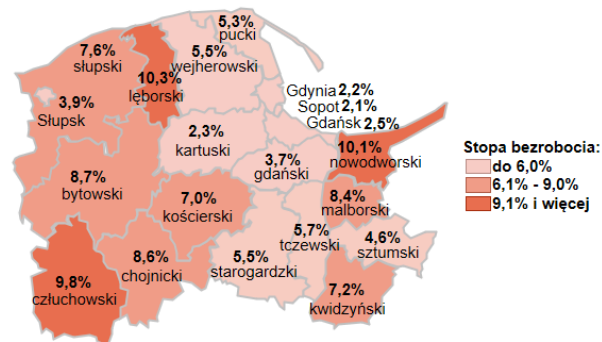 5,3%
pucki
7,6%
słupski
5,5%
wejherowski
10,3%
lęborski
3,9%
Słupsk
Gdynia 2,2%
Sopot 2,1%
Gdańsk 2,5%
2,3%
kartuski
3,7%
gdański
10,1%
nowodworski
8,7%
bytowski
7,0%
kościerski
8,4%
malborski
5,7%
tczewski
4,6%
sztumski
8,6%
chojnicki
5,5%
starogardzki
9,8%
człuchowski
7,2%
kwidzyński
Stopa bezrobocia:
do 6,0%
6,1% - 9,0%
9,1% i więcej